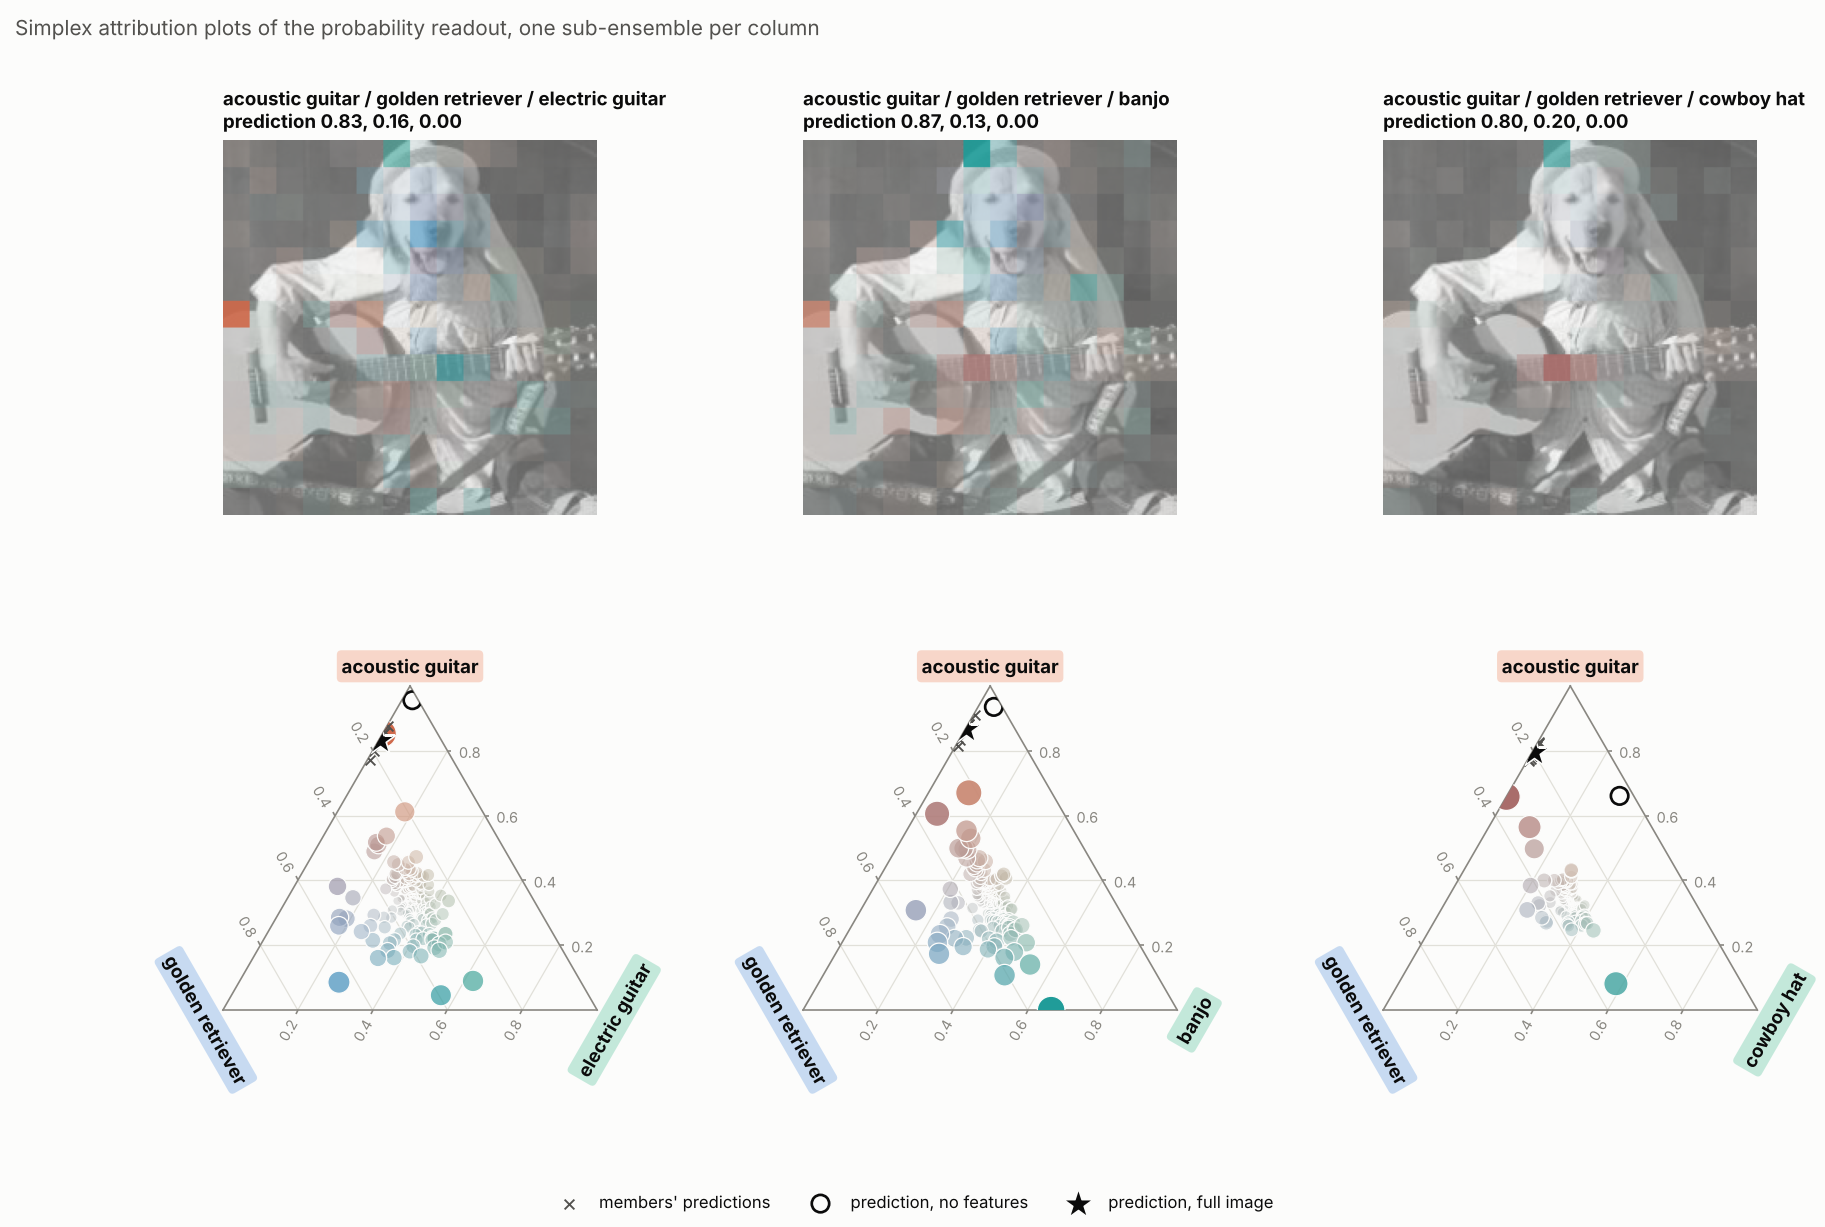 Simplex attribution plots of the probability readout, one sub-ensemble per column
acoustic guitar / golden retriever / electric guitar
prediction 0.83, 0.16, 0.00
acoustic guitar / golden retriever / banjo
prediction 0.87, 0.13, 0.00
acoustic guitar / golden retriever / cowboy hat
prediction 0.80, 0.20, 0.00
acoustic guitar
0.2
0.4
0.6
0.8
0.8
0.6
0.4
0.2
golden retriever
0.2
0.4
0.6
0.8
electric guitar
acoustic guitar
0.2
0.4
0.6
0.8
0.8
0.6
0.4
0.2
golden retriever
0.2
0.4
0.6
0.8
banjo
acoustic guitar
0.2
0.4
0.6
0.8
0.8
0.6
0.4
0.2
golden retriever
0.2
0.4
0.6
0.8
cowboy hat
members' predictions
prediction, no features
prediction, full image